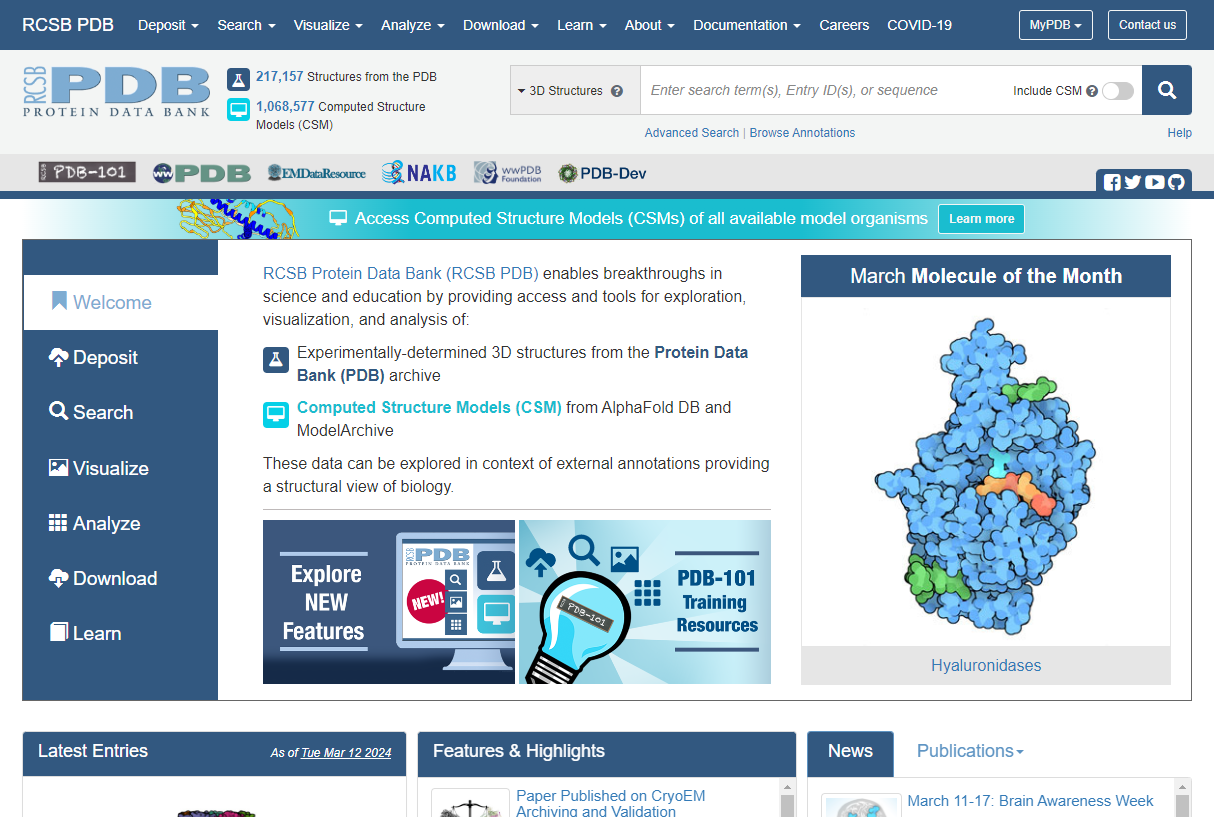 RCSB PDB Deposit Search Visualize Analyze Download Learn About Documentation Careers COVID-19 MyPDB Contact us
RCSB PDB
PROTEIN DATA BANK
217,157 Structures from the PDB
1,068,577 Computed Structure
Models (CSM)
3D Structures Enter search term(s), Entry ID(s), or sequence Include CSM
Advanced Search | Browse Annotations Help
PDB-101 wwPDB EMDataResource NAKB wwPDB Foundation PDB-Dev
Access Computed Structure Models (CSMs) of all available model organisms Learn more
Welcome
Deposit
Search
Visualize
Analyze
Download
Learn
RCSB Protein Data Bank (RCSB PDB) enables breakthroughs in
science and education by providing access and tools for exploration,
visualization, and analysis of:
Experimentally-determined 3D structures from the Protein Data
Bank (PDB) archive
Computed Structure Models (CSM) from AlphaFold DB and
ModelArchive
These data can be explored in context of external annotations providing
a structural view of biology.
Explore
NEW
Features
RCSB PDB
PROTEIN DATA BANK
NEW!
PDB-101
PDB-101
Training
Resources
March Molecule of the Month
Hyaluronidases
Latest Entries As of Tue Mar 12 2024
Features & Highlights
Paper Published on CryoEM
Archiving and Validation
News Publications
March 11-17: Brain Awareness Week